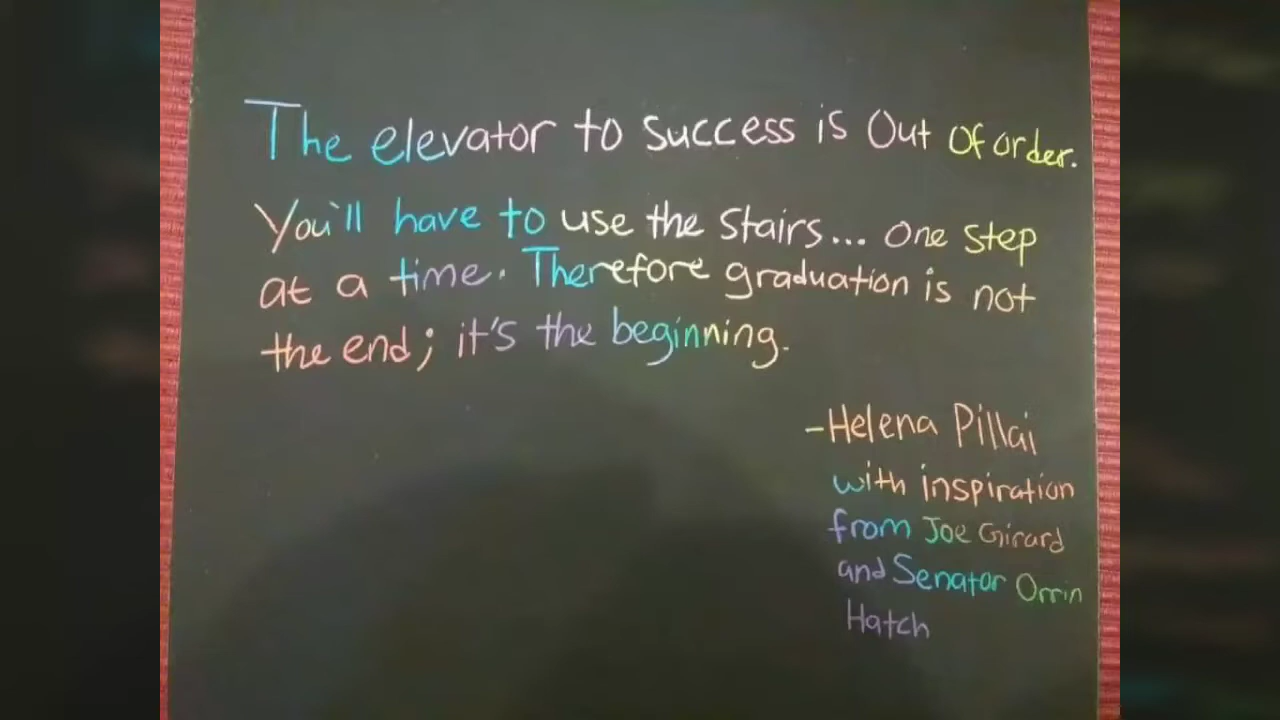 The elevator to success is Out Of order.
You'll have to use the stairs... one step
at a time. Therefore graduation is not
the end; it's the beginning.
-Helena Pillai
with inspiration
from Joe Girard
and Senator Orrin
Hatch